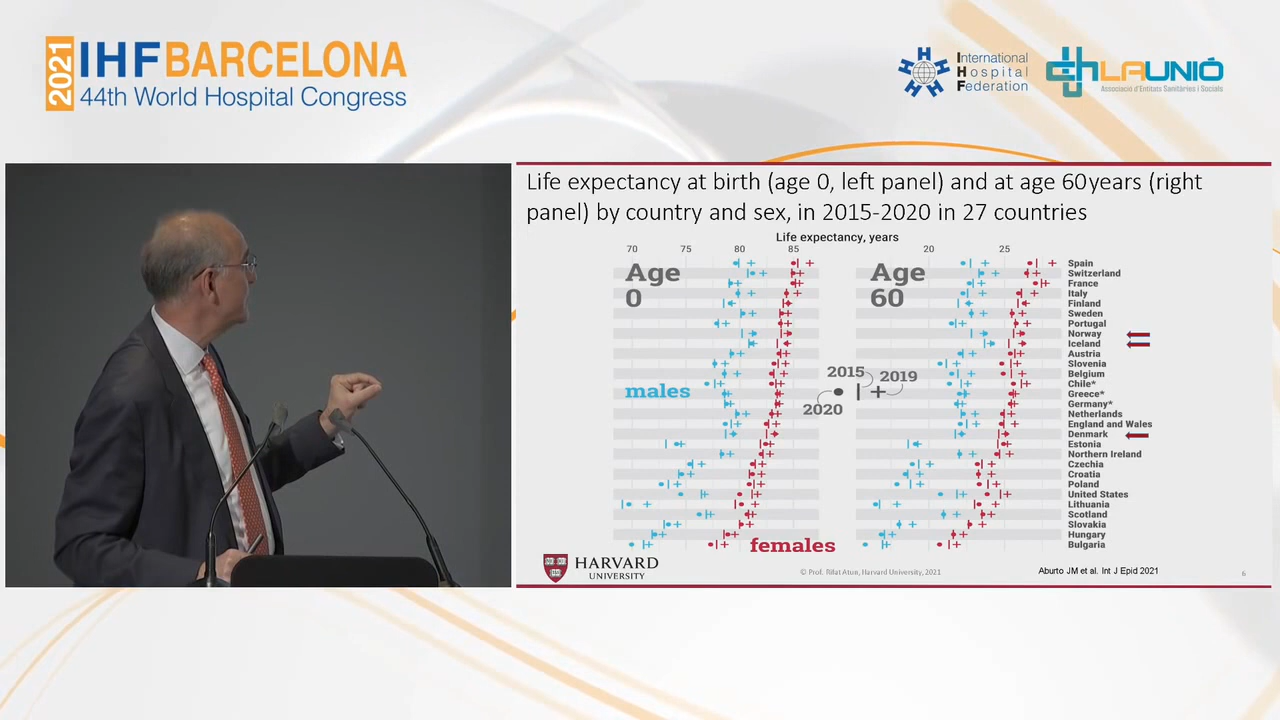 2021
IHF BARCELONA
44th World Hospital Congress
International
Hospital
Federation
LAUNIÓ
Associació d'Entitats Sanitàries i Socials
Life expectancy at birth (age 0, left panel) and at age 60 years (right
panel) by country and sex, in 2015-2020 in 27 countries
Life expectancy, years
70 75 80 85 20 25
Age
0
Age
60
males
2015
2019
2020
females
Spain
Switzerland
France
Italy
Finland
Sweden
Portugal
Norway
Iceland
Austria
Slovenia
Belgium
Chile*
Greece*
Germany*
Netherlands
England and Wales
Denmark
Estonia
Northern Ireland
Czechia
Croatia
Poland
United States
Lithuania
Scotland
Slovakia
Hungary
Bulgaria
HARVARD
UNIVERSITY
© Prof. Rifat Atun, Harvard University, 2021
Aburto JM et al. Int J Epid 2021
6